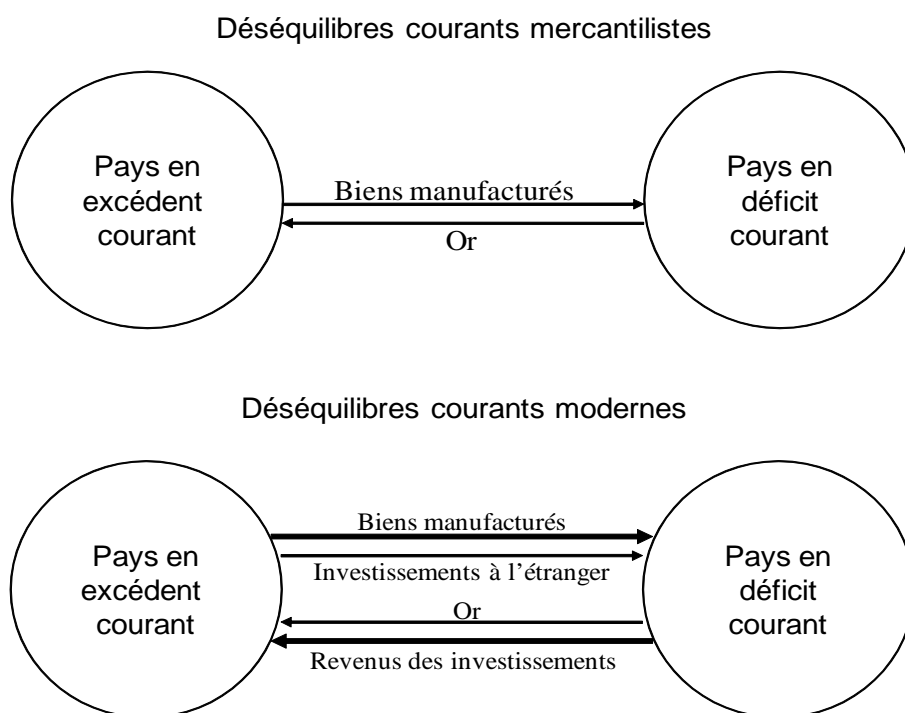 Déséquilibres courants mercantilistes
Pays en
excédent
courant
Biens manufacturés
Or
Pays en
déficit
courant
Déséquilibres courants modernes
Pays en
excédent
courant
Biens manufacturés
Investissements à l’étranger
Or
Revenus des investissements
Pays en
déficit
courant